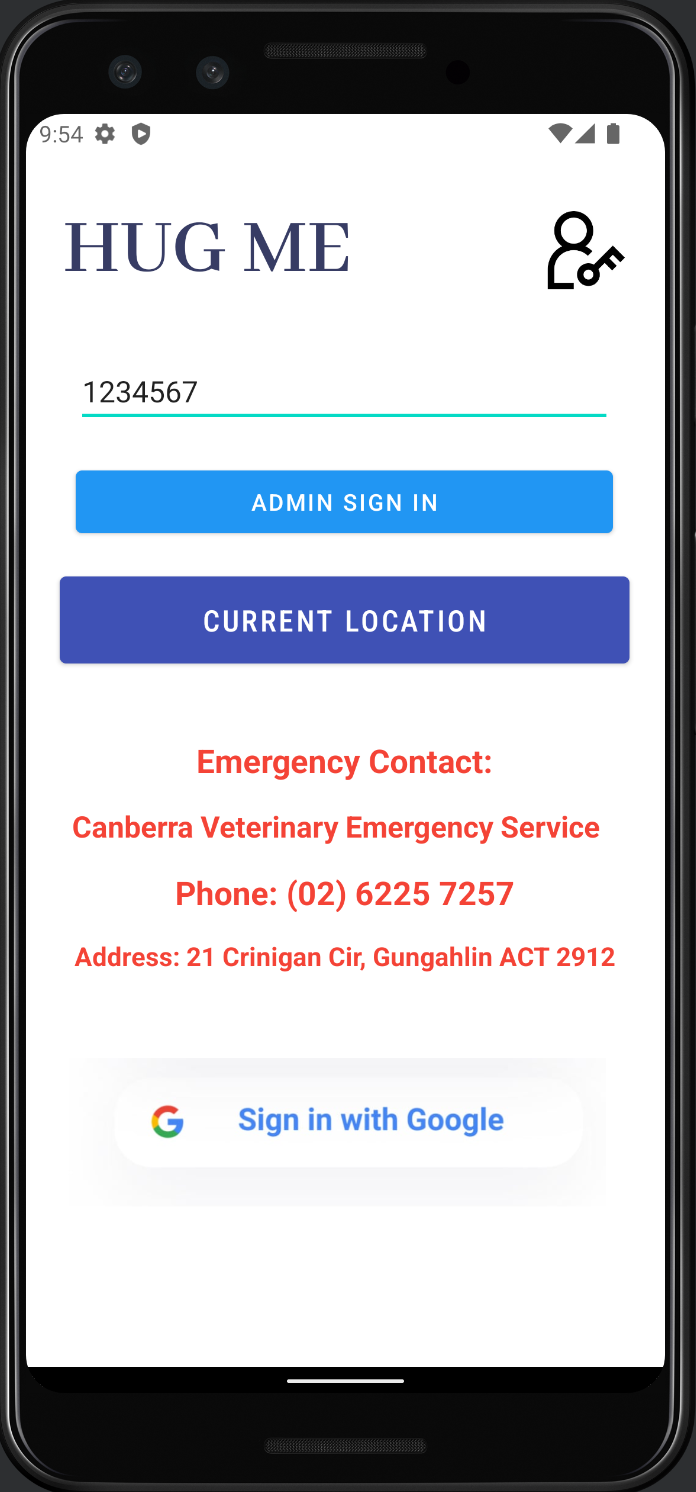 9:54
HUG ME
1234567
ADMIN SIGN IN
CURRENT LOCATION
Emergency Contact:
Canberra Veterinary Emergency Service
Phone: (02) 6225 7257
Address: 21 Crinigan Cir, Gungahlin ACT 2912
Sign in with Google